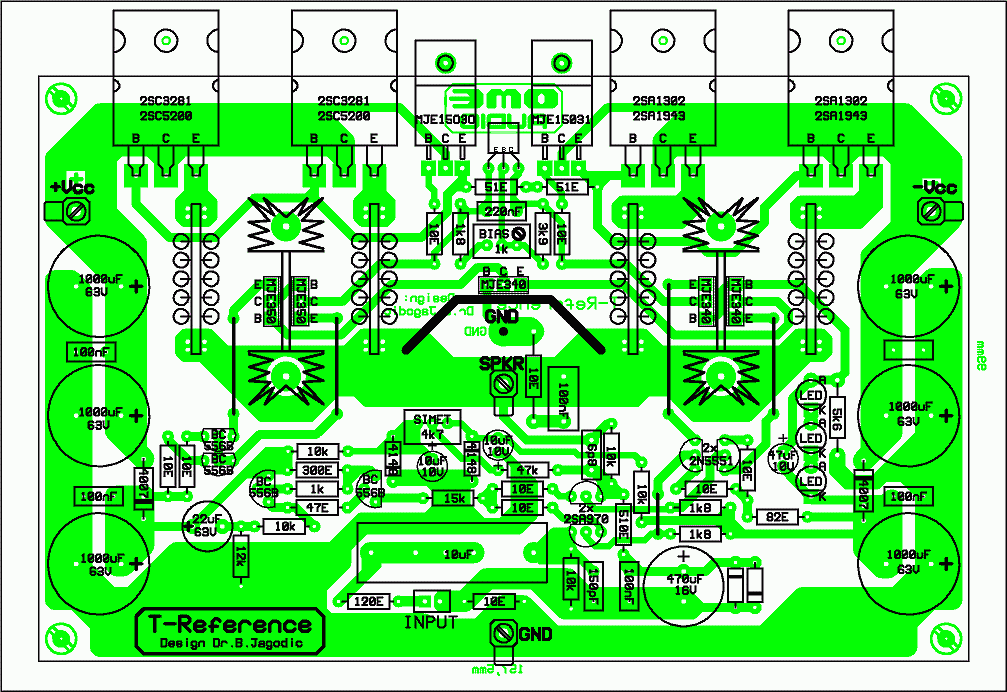 2SC3281
2SC5200
B C E
2SC3281
2SC5200
B C E
MJE15030
B C E
E B C
MJE15031
B C E
2SA1302
2SA1943
B C E
2SA1302
2SA1943
B C E
+Vcc
-Vcc
51E
51E
220nF
10E
1k8
BIAS
1k
3k9
10E
B C E
MJE340
1000uF
63V
+
E
C
B
MJE350
MJE350
B
C
E
E
C
B
MJE340
MJE340
B
C
E
1000uF
63V
+
GND
GND
SPKR
100nF
10E
100nF
1000uF
63V
+
1000uF
63V
+
SIMET
4k7
A
LED
K
A
LED
K
A
LED
K
5k6
BC
556B
BC
556B
10E
10E
10k
300E
1k
47E
BC
556B
BC
556B
4148
4148
10uF
10V
10uF
10V
+
47k
15k
10E
10E
6p8
10k
10k
2x
2N5551
10E
47uF
10V
+
4007
4007
100nF
100nF
22uF
63V
+
10k
12k
2x
2SA970
510E
10E
1k8
1k8
82E
1000uF
63V
+
10uF
10k
150pF
100nF
+
470uF
16V
1000uF
63V
+
120E
10E
INPUT
GND
T-Reference
Design Dr.B.Jagodic
157,5mm